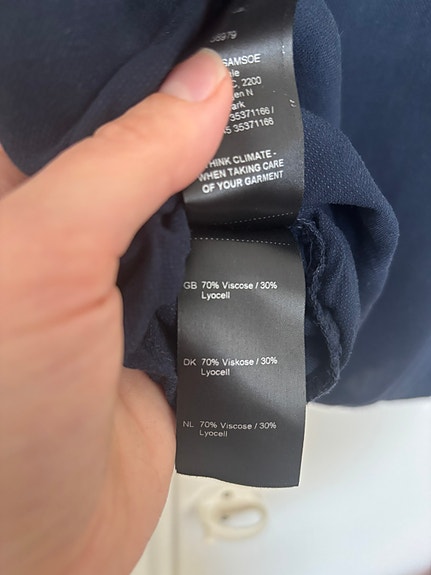 SAMSOE
2200
35371166 /
35371166
THINK CLIMATE -
WHEN TAKING CARE
OF YOUR GARMENT
GB 70% Viscose / 30%
Lyocell
DK 70% Viskose / 30%
Lyocell
NL 70% Viscose / 30%
Lyocell